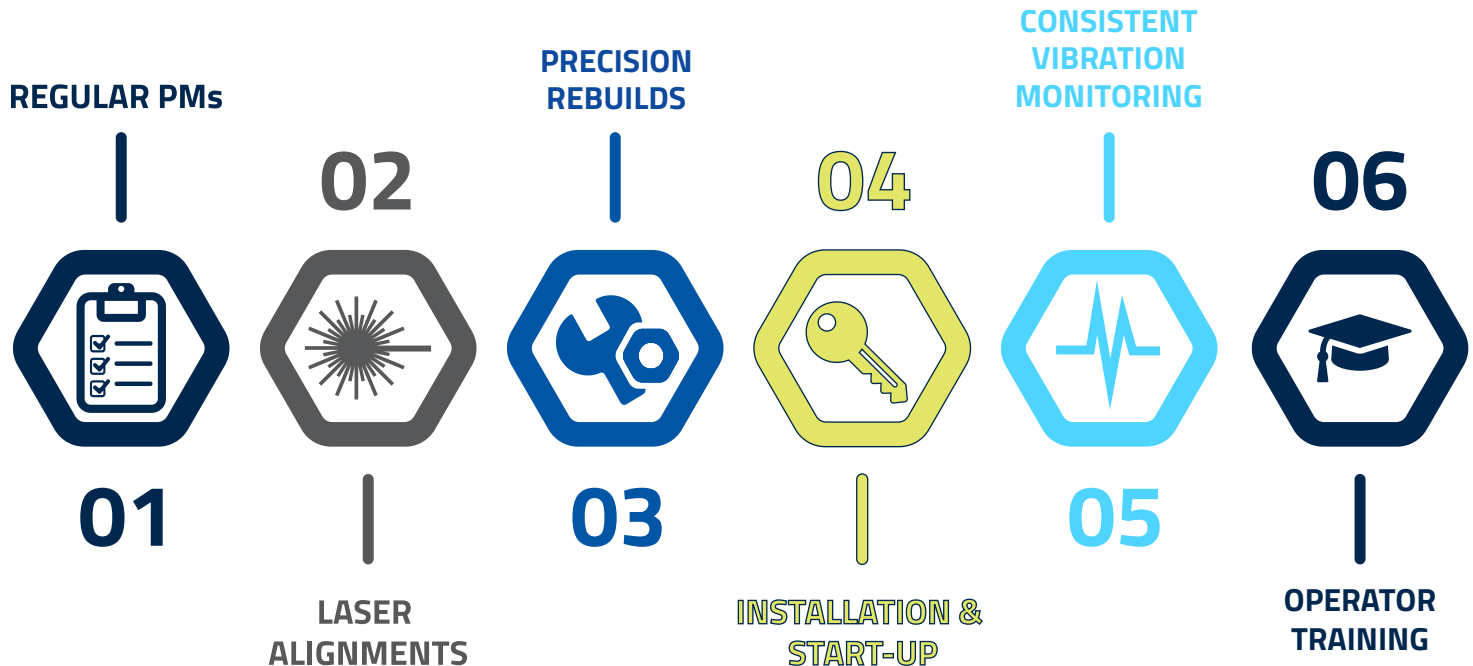 REGULAR PMs
01
02
LASER
ALIGNMENTS
PRECISION
REBUILDS
03
04
INSTALLATION &
START-UP
CONSISTENT
VIBRATION
MONITORING
05
06
OPERATOR
TRAINING